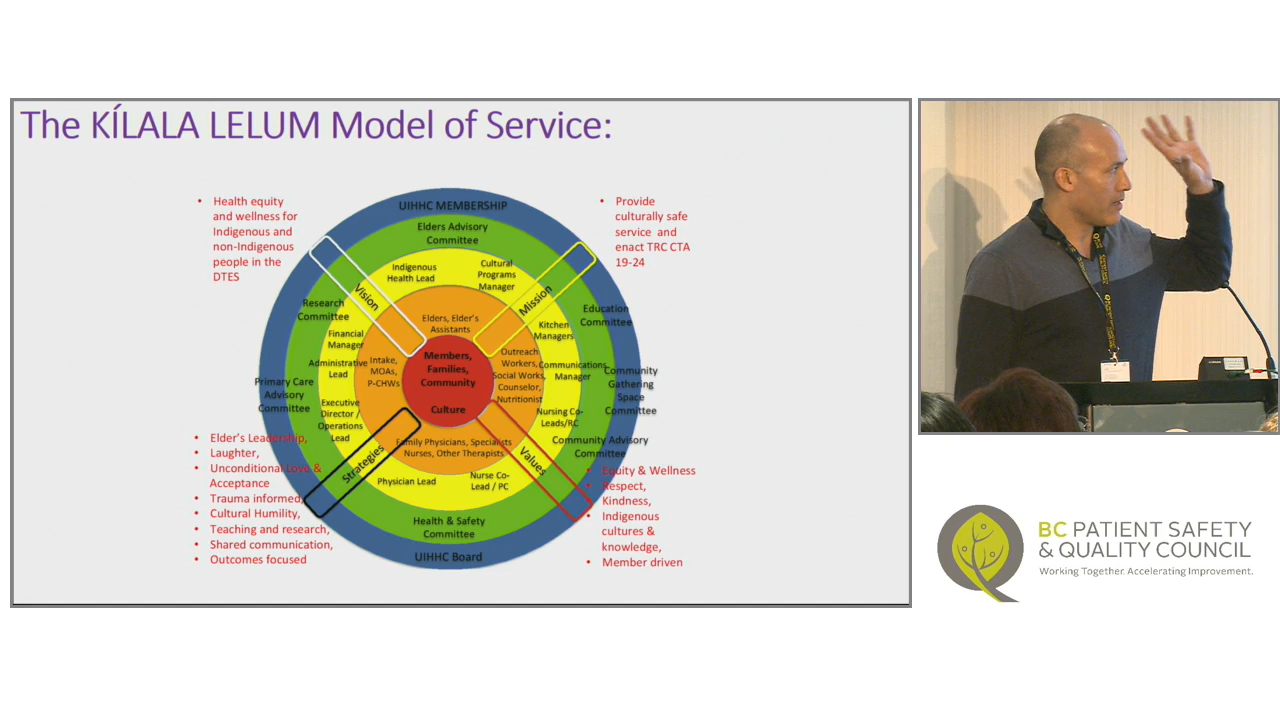 The KÍLALA LELUM Model of Service:
• Health equity
and wellness for
Indigenous and
non-Indigenous
people in the
DTES
• Provide
culturally safe
service and
enact TRC CTA
19-24
UIHHC MEMBERSHIP
Elders Advisory
Committee
Indigenous
Health Lead
Cultural
Programs
Manager
Vision
Mission
Research
Committee
Education
Committee
Elders, Elder's
Assistants
Financial
Manager
Kitchen
Managers
Members,
Families,
Community
Culture
Administrative
Lead
Intake,
MOAs,
P-CHWs
Outreach
Workers,
Social Works,
Counselor,
Nutritionist
Communications
Manager
Community
Gathering
Space
Committee
Primary Care
Advisory
Committee
Executive
Director /
Operations
Lead
Nursing Co-
Leads/RC
Family Physicians, Specialists
Nurses, Other Therapists
Community Advisory
Committee
Strategies
Values
Physician Lead
Nurse Co-
Lead / PC
Health & Safety
Committee
UIHHC Board
• Elder's Leadership,
• Laughter,
• Unconditional Love &
Acceptance
• Trauma informed,
• Cultural Humility,
• Teaching and research,
• Shared communication,
• Outcomes focused
• Equity & Wellness
• Respect,
• Kindness,
• Indigenous
cultures &
knowledge,
• Member driven
BC PATIENT SAFETY
& QUALITY COUNCIL
Working Together. Accelerating Improvement.